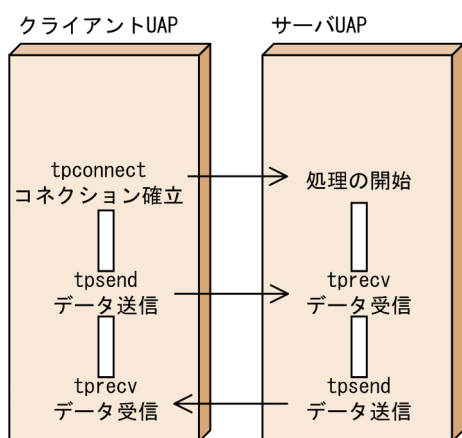 クライアントUAP
サーバUAP
tpconnect
コネクション確立
処理の開始
tpsend
データ送信
tprecv
データ受信
tprecv
データ受信
tpsend
データ送信